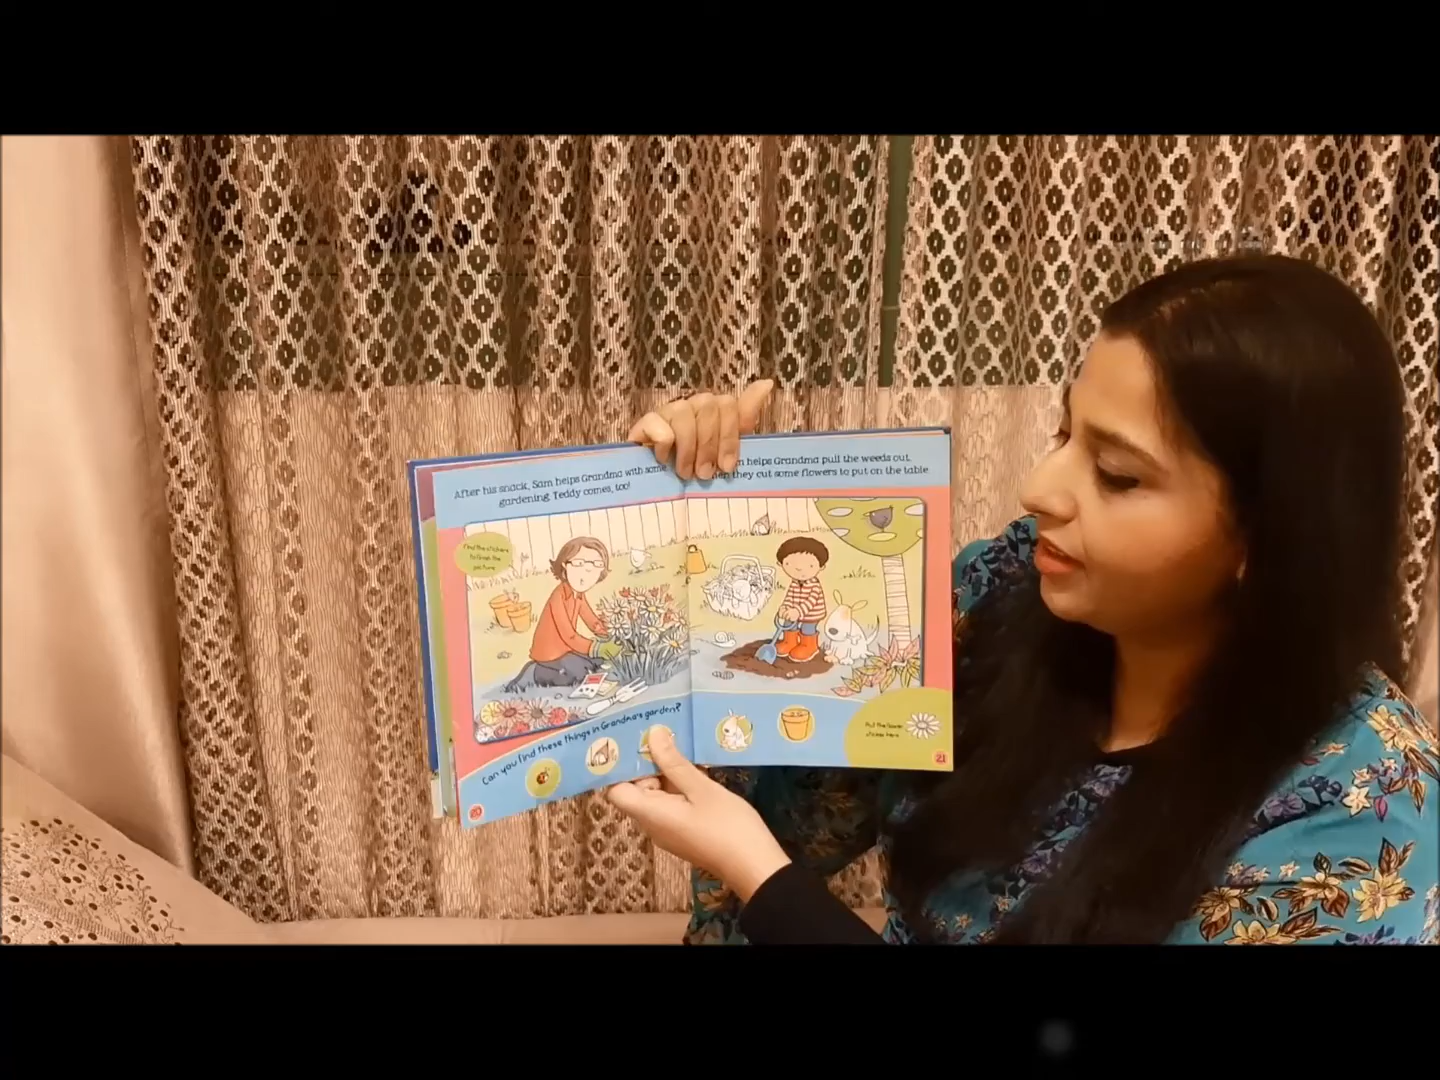 After his snack, Sam helps Grandma with some
gardening. Teddy comes, too!
Find the stickers
to finish the
picture.
Can you find these things in Grandma's garden?
20
helps Grandma pull the weeds out.
they cut some flowers to put on the table.
Put the flower
sticker here.
21